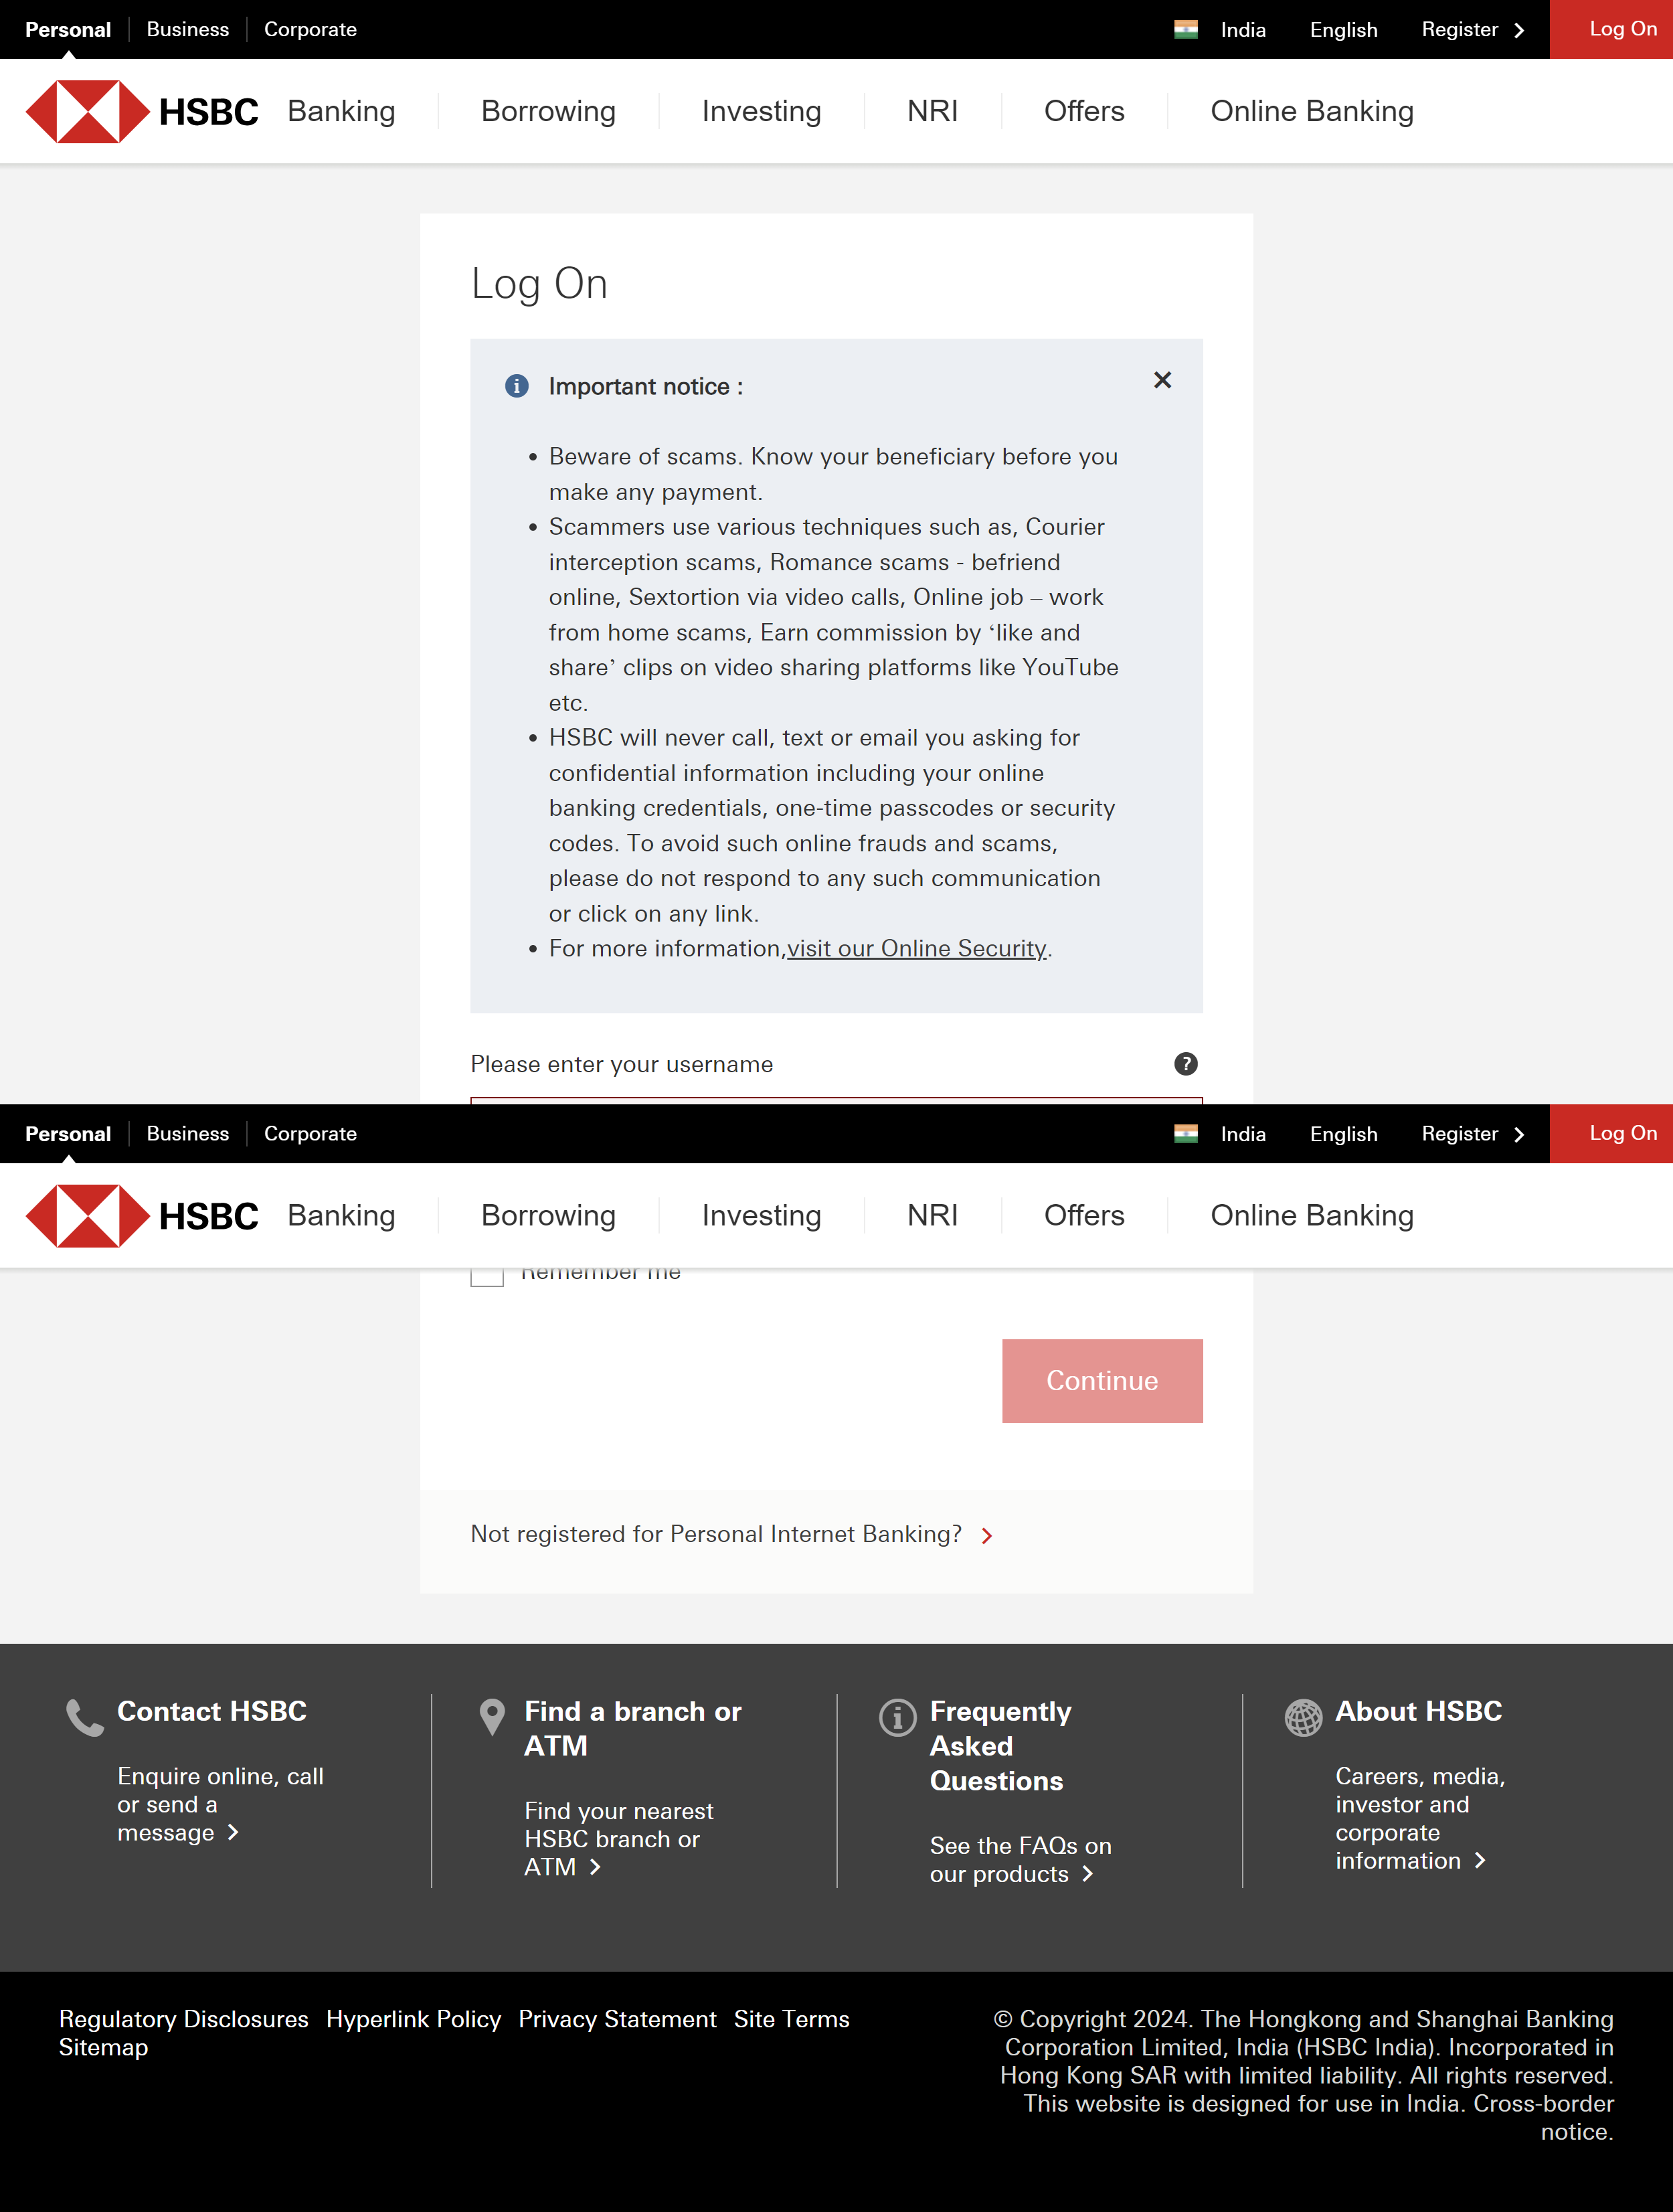 Personal Business Corporate India English Register Log On
HSBC Banking Borrowing Investing NRI Offers Online Banking
Log On
Important notice :
Beware of scams. Know your beneficiary before you
make any payment.
Scammers use various techniques such as, Courier
interception scams, Romance scams - befriend
online, Sextortion via video calls, Online job – work
from home scams, Earn commission by ‘like and
share’ clips on video sharing platforms like YouTube
etc.
HSBC will never call, text or email you asking for
confidential information including your online
banking credentials, one-time passcodes or security
codes. To avoid such online frauds and scams,
please do not respond to any such communication
or click on any link.
For more information,visit our Online Security.
Please enter your username
Personal Business Corporate India English Register Log On
HSBC Banking Borrowing Investing NRI Offers Online Banking
Remember me
Continue
Not registered for Personal Internet Banking?
Contact HSBC
Enquire online, call
or send a
message
Find a branch or
ATM
Find your nearest
HSBC branch or
ATM
Frequently
Asked
Questions
See the FAQs on
our products
About HSBC
Careers, media,
investor and
corporate
information
Regulatory Disclosures Hyperlink Policy Privacy Statement Site Terms
Sitemap
© Copyright 2024. The Hongkong and Shanghai Banking
Corporation Limited, India (HSBC India). Incorporated in
Hong Kong SAR with limited liability. All rights reserved.
This website is designed for use in India. Cross-border
notice.